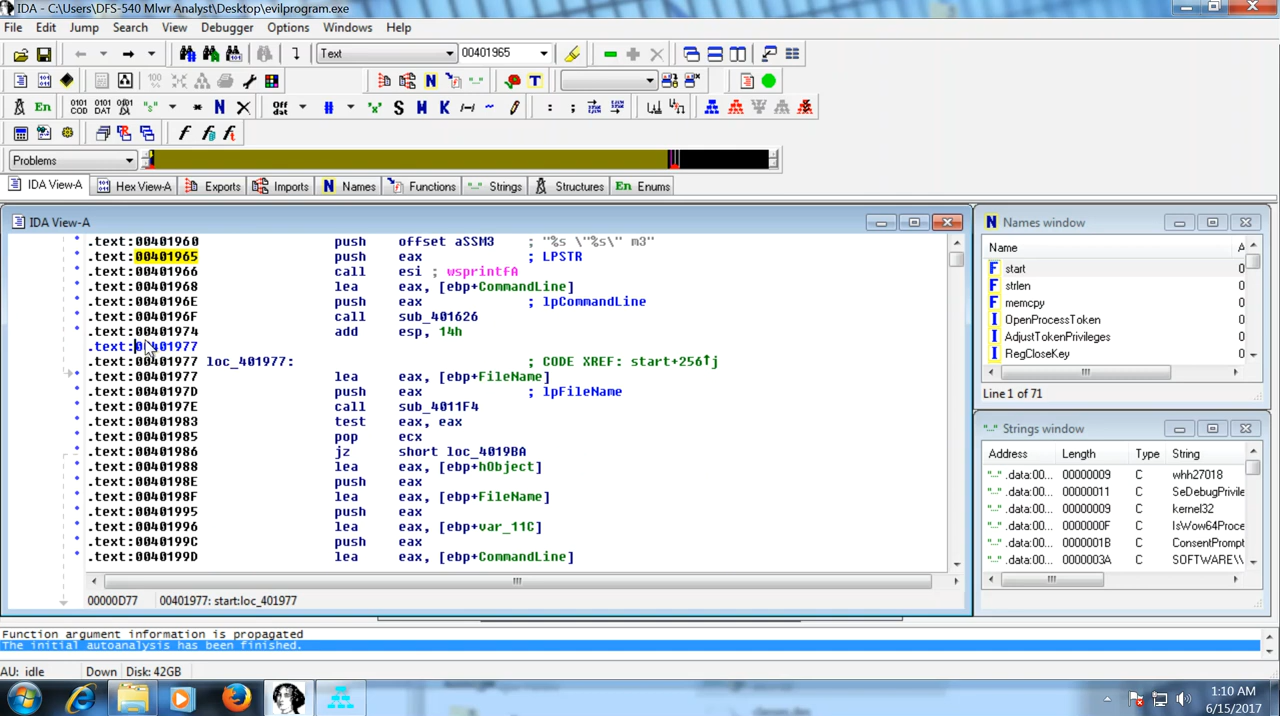 IDA - C:\Users\DFS-540 Mlwr Analyst\Desktop\evilprogram.exe
File Edit Jump Search View Debugger Options Windows Help
Text 00401965
En Off
Problems
IDA View-A Hex View-A Exports Imports N Names Functions Strings Structures En Enums
IDA View-A
.text:00401960 push offset aSSM3 ; "%s \"%s\" m3"
.text:00401965 push eax ; LPSTR
.text:00401966 call esi ; wsprintfA
.text:00401968 lea eax, [ebp+CommandLine]
.text:0040196E push eax ; lpCommandLine
.text:0040196F call sub_401626
.text:00401974 add esp, 14h
.text:00401977
.text:00401977 loc_401977: ; CODE XREF: start+256↑j
.text:00401977 lea eax, [ebp+FileName]
.text:0040197D push eax ; lpFileName
.text:0040197E call sub_4011F4
.text:00401983 test eax, eax
.text:00401985 pop ecx
.text:00401986 jz short loc_4019BA
.text:00401988 lea eax, [ebp+hObject]
.text:0040198E push eax
.text:0040198F lea eax, [ebp+FileName]
.text:00401995 push eax
.text:00401996 lea eax, [ebp+var_11C]
.text:0040199C push eax
.text:0040199D lea eax, [ebp+CommandLine]
00000D77 00401977: start:loc_401977
N Names window
Name A
F start 0
F strlen 0
F memcpy 0
I OpenProcessToken 0
I AdjustTokenPrivileges 0
I RegCloseKey 0
Line 1 of 71
Strings window
Address Length Type String
.data:00... 00000009 C whh27018
.data:00... 00000011 C SeDebugPrivile
.data:00... 00000009 C kernel32
.data:00... 0000000F C IsWow64Proce
.data:00... 0000001B C ConsentPrompt
.data:00... 0000003A C SOFTWARE\\
Function argument information is propagated
The initial autoanalysis has been finished.
AU: idle Down Disk: 42GB
1:10 AM
6/15/2017